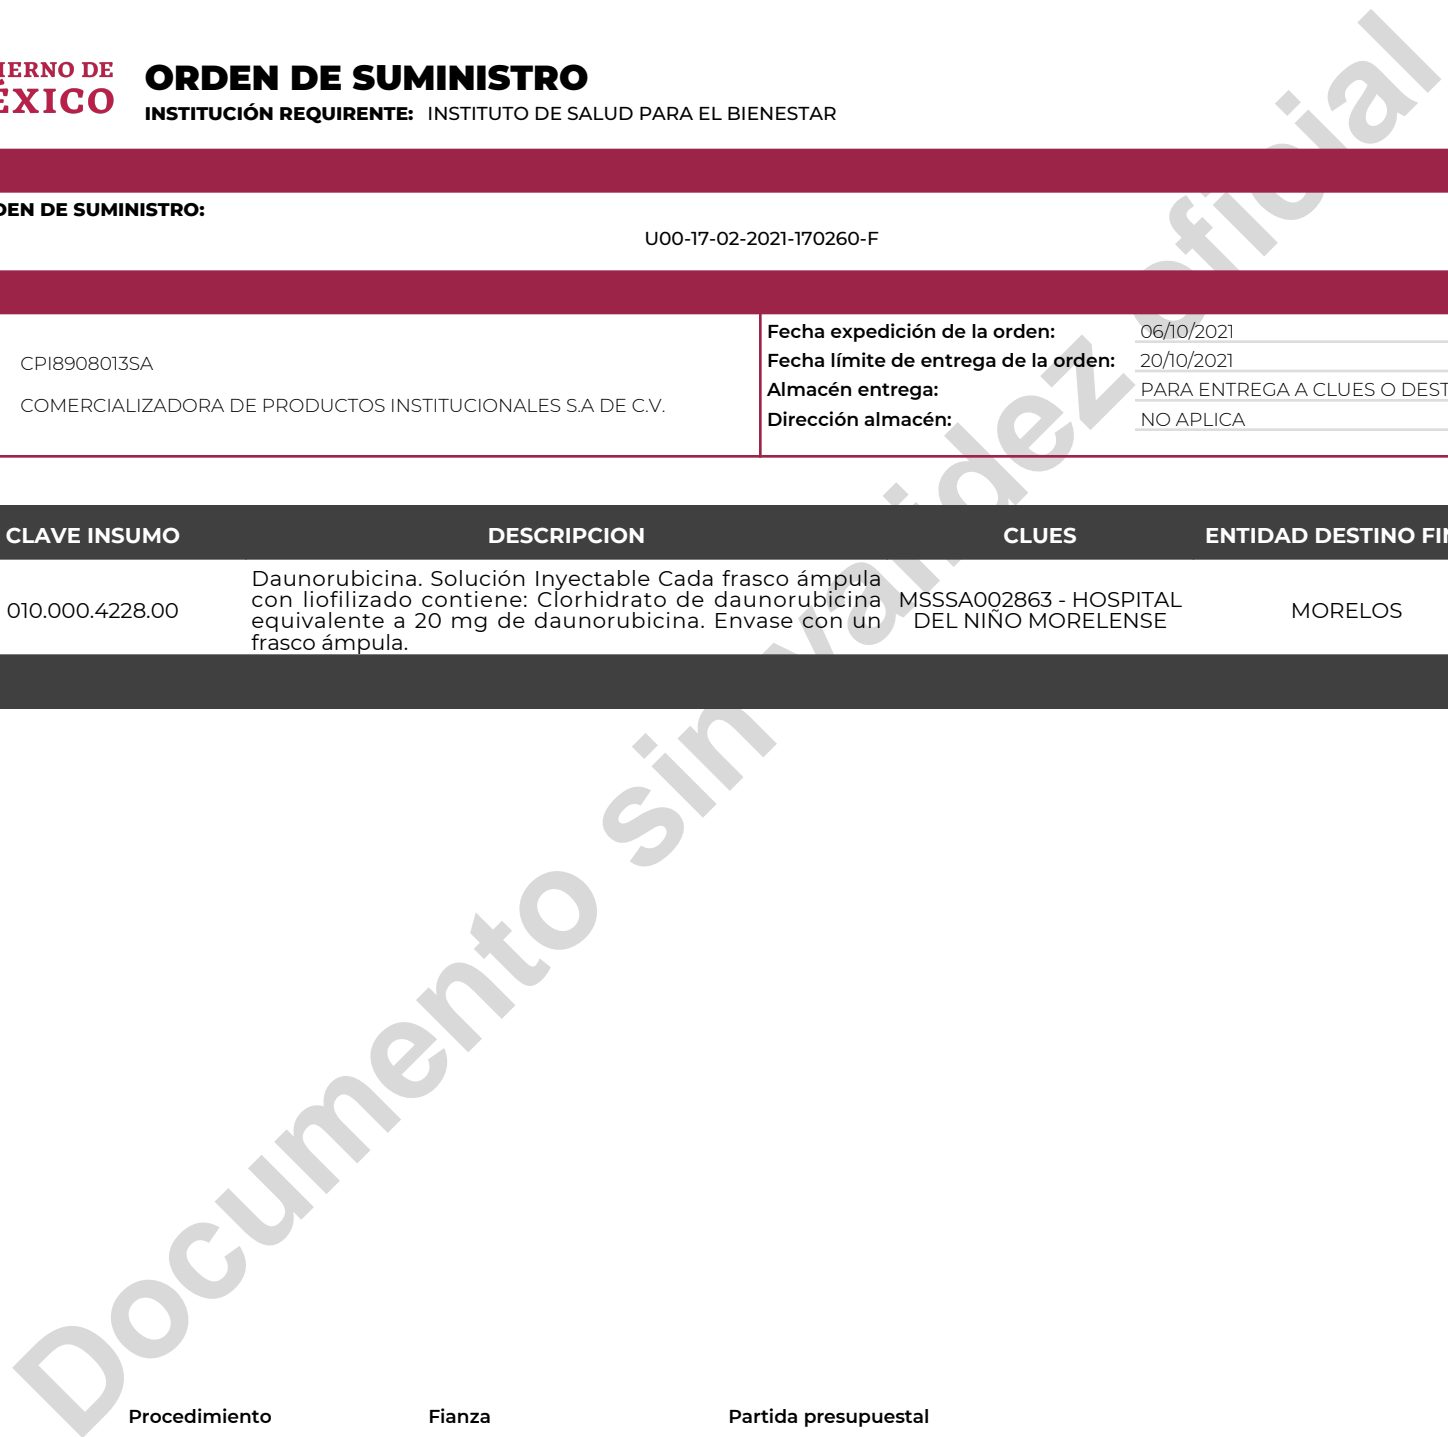 IERNO DE
ÉXICO
ORDEN DE SUMINISTRO
INSTITUCIÓN REQUIRENTE: INSTITUTO DE SALUD PARA EL BIENESTAR
DEN DE SUMINISTRO:
U00-17-02-2021-170260-F
CPI8908013SA
COMERCIALIZADORA DE PRODUCTOS INSTITUCIONALES S.A DE C.V.
Fecha expedición de la orden: 06/10/2021
Fecha límite de entrega de la orden: 20/10/2021
Almacén entrega: PARA ENTREGA A CLUES O DEST
Dirección almacén: NO APLICA
CLAVE INSUMO DESCRIPCION CLUES ENTIDAD DESTINO FIN
010.000.4228.00
Daunorubicina. Solución Inyectable Cada frasco ámpula
con liofilizado contiene: Clorhidrato de daunorubicina
equivalente a 20 mg de daunorubicina. Envase con un
frasco ámpula.
MSSSA002863 - HOSPITAL
DEL NIÑO MORELENSE
MORELOS
Documento sin validez oficial
Procedimiento Fianza Partida presupuestal